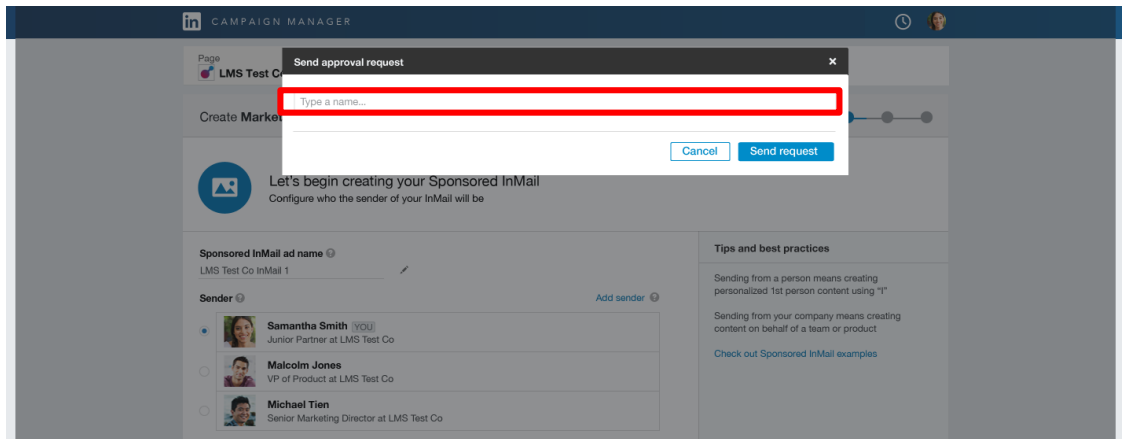 in CAMPAIGN MANAGER
Page
LMS Test C
Send approval request ×
Type a name...
Cancel Send request
Create Marke
Let's begin creating your Sponsored InMail
Configure who the sender of your InMail will be
Sponsored InMail ad name ?
LMS Test Co InMail 1
Sender ? Add sender ?
Samantha Smith YOU
Junior Partner at LMS Test Co
Malcolm Jones
VP of Product at LMS Test Co
Michael Tien
Senior Marketing Director at LMS Test Co
Tips and best practices
Sending from a person means creating
personalized 1st person content using "I"
Sending from your company means creating
content on behalf of a team or product
Check out Sponsored InMail examples